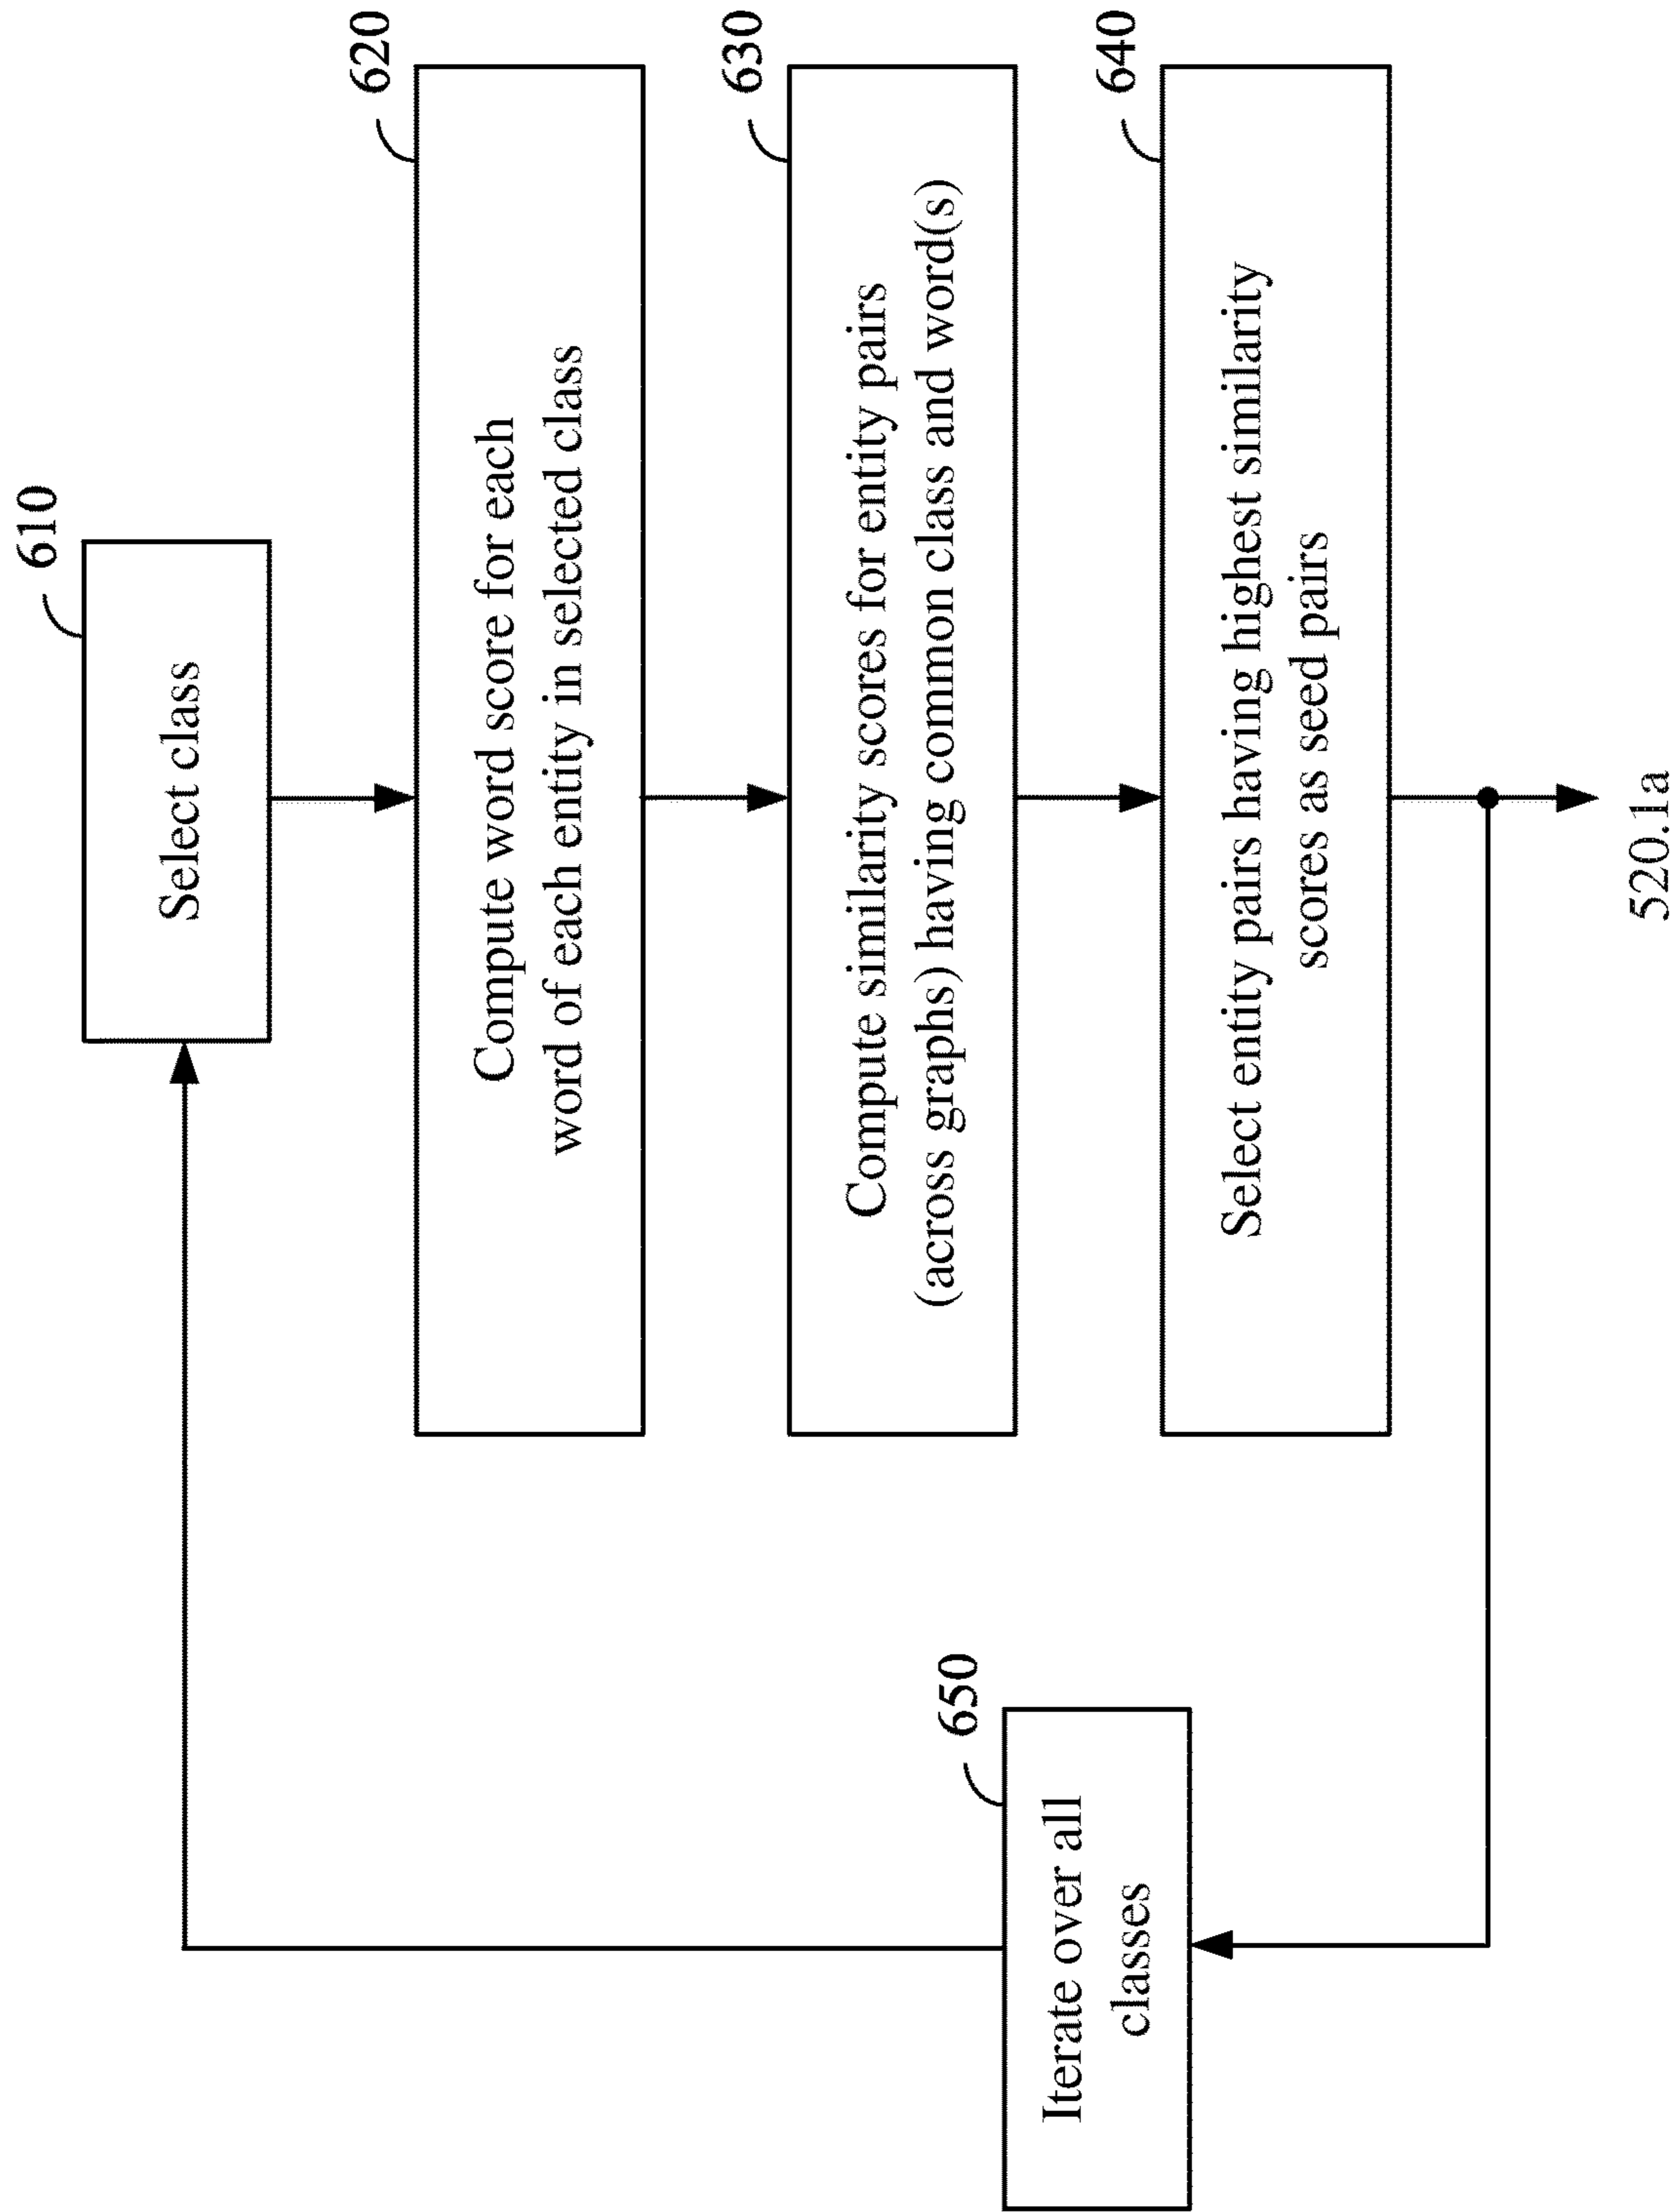 610
Select class
620
Compute word score for each
word of each entity in selected class
630
Compute similarity scores for entity pairs
(across graphs) having common class and word(s)
640
Select entity pairs having highest similarity
scores as seed pairs
650
Iterate over all
classes
520.1a